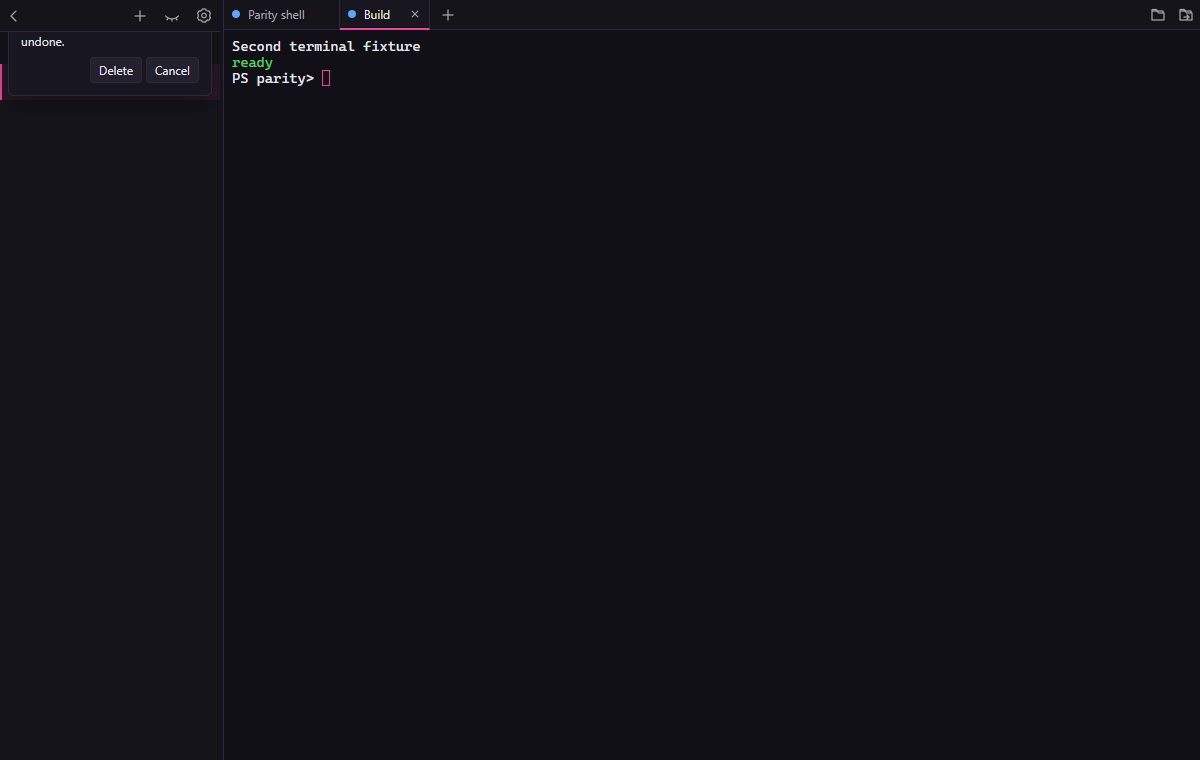 Parity shell
Build
undone.
Delete
Cancel
Second terminal fixture
ready
PS parity>